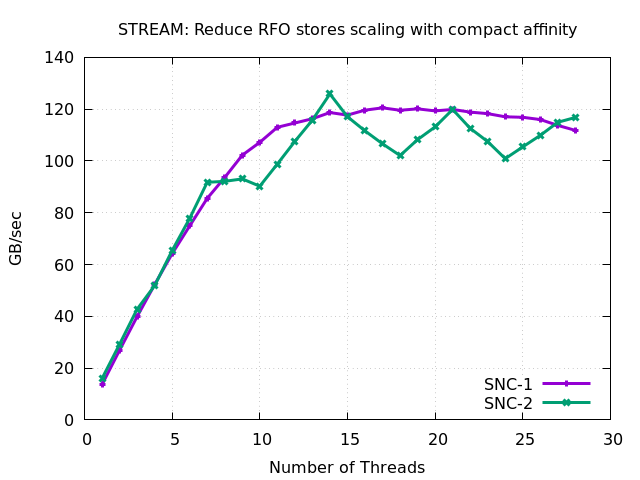 STREAM: Reduce RFO stores scaling with compact affinity
140
120
100
80
60
40
20
0
GB/sec
SNC-1
SNC-2
0 5 10 15 20 25 30
Number of Threads